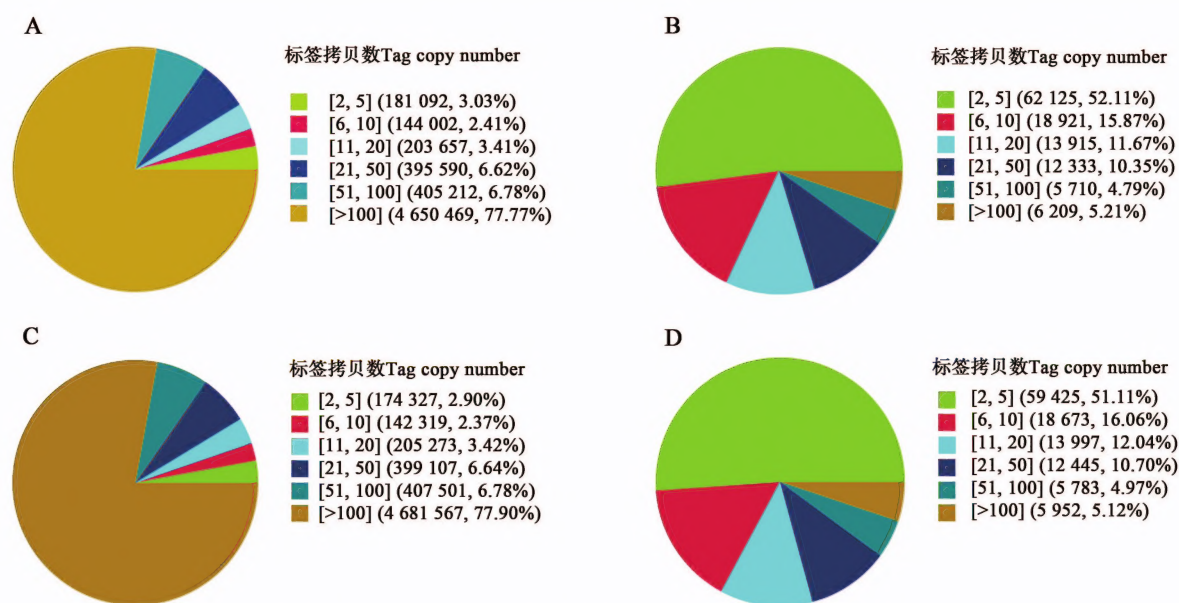 A
标签拷贝数Tag copy number
[2, 5] (181 092, 3.03%)
[6, 10] (144 002, 2.41%)
[11, 20] (203 657, 3.41%)
[21, 50] (395 590, 6.62%)
[51, 100] (405 212, 6.78%)
[>100] (4 650 469, 77.77%)
B
标签拷贝数Tag copy number
[2, 5] (62 125, 52.11%)
[6, 10] (18 921, 15.87%)
[11, 20] (13 915, 11.67%)
[21, 50] (12 333, 10.35%)
[51, 100] (5 710, 4.79%)
[>100] (6 209, 5.21%)
C
标签拷贝数Tag copy number
[2, 5] (174 327, 2.90%)
[6, 10] (142 319, 2.37%)
[11, 20] (205 273, 3.42%)
[21, 50] (399 107, 6.64%)
[51, 100] (407 501, 6.78%)
[>100] (4 681 567, 77.90%)
D
标签拷贝数Tag copy number
[2, 5] (59 425, 51.11%)
[6, 10] (18 673, 16.06%)
[11, 20] (13 997, 12.04%)
[21, 50] (12 445, 10.70%)
[51, 100] (5 783, 4.97%)
[>100] (5 952, 5.12%)